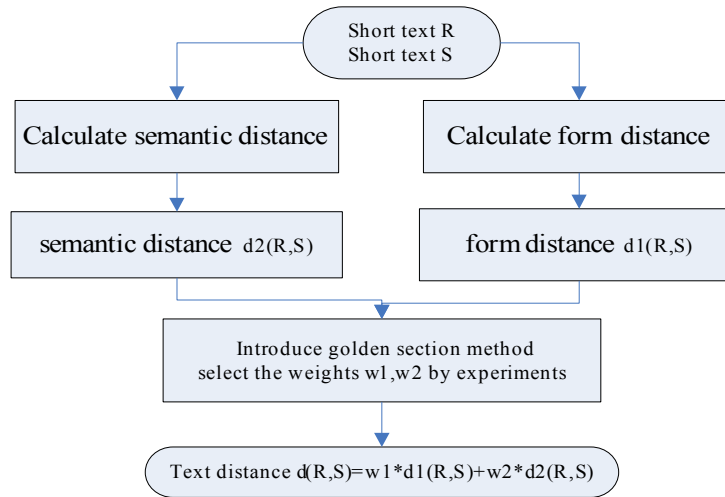 Short text R
Short text S
Calculate semantic distance
Calculate form distance
semantic distance d2(R,S)
form distance d1(R,S)
Introduce golden section method
select the weights w1,w2 by experiments
Text distance d(R,S)=w1*d1(R,S)+w2*d2(R,S)